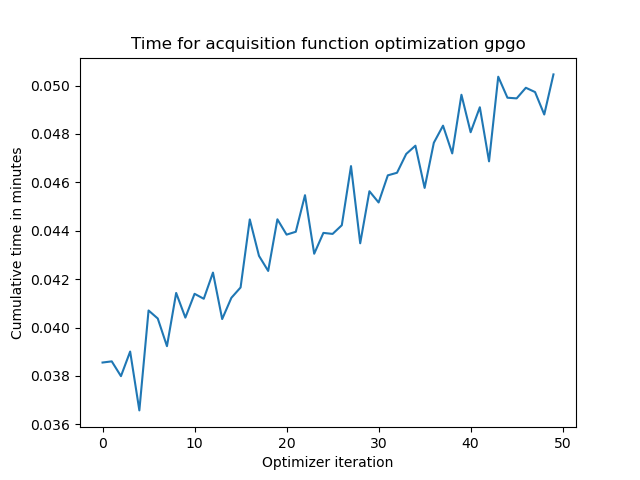 Time for acquisition function optimization gpgo
0.050
0.048
0.046
0.044
0.042
0.040
0.038
0.036
Cumulative time in minutes
0 10 20 30 40 50
Optimizer iteration